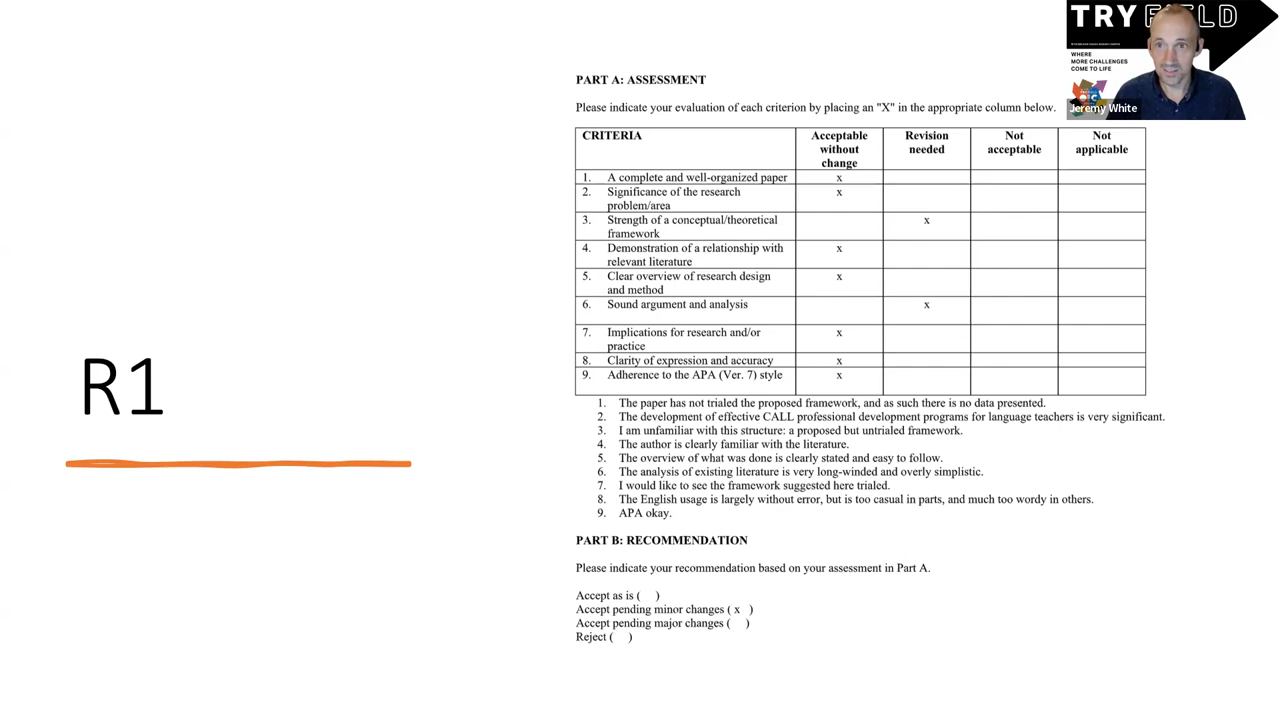 TRY FIELD
WHERE
MORE CHALLENGES
COME TO LIFE
Jeremy White
R1
PART A: ASSESSMENT
Please indicate your evaluation of each criterion by placing an "X" in the appropriate column below.
CRITERIA Acceptable without change Revision needed Not acceptable Not applicable
1. A complete and well-organized paper x
2. Significance of the research x
problem/area
3. Strength of a conceptual/theoretical x
framework
4. Demonstration of a relationship with x
relevant literature
5. Clear overview of research design x
and method
6. Sound argument and analysis x
7. Implications for research and/or x
practice
8. Clarity of expression and accuracy x
9. Adherence to the APA (Ver. 7) style x
1. The paper has not trialed the proposed framework, and as such there is no data presented.
2. The development of effective CALL professional development programs for language teachers is very significant.
3. I am unfamiliar with this structure: a proposed but untrialed framework.
4. The author is clearly familiar with the literature.
5. The overview of what was done is clearly stated and easy to follow.
6. The analysis of existing literature is very long-winded and overly simplistic.
7. I would like to see the framework suggested here trialed.
8. The English usage is largely without error, but is too casual in parts, and much too wordy in others.
9. APA okay.
PART B: RECOMMENDATION
Please indicate your recommendation based on your assessment in Part A.
Accept as is ( )
Accept pending minor changes ( x )
Accept pending major changes ( )
Reject ( )